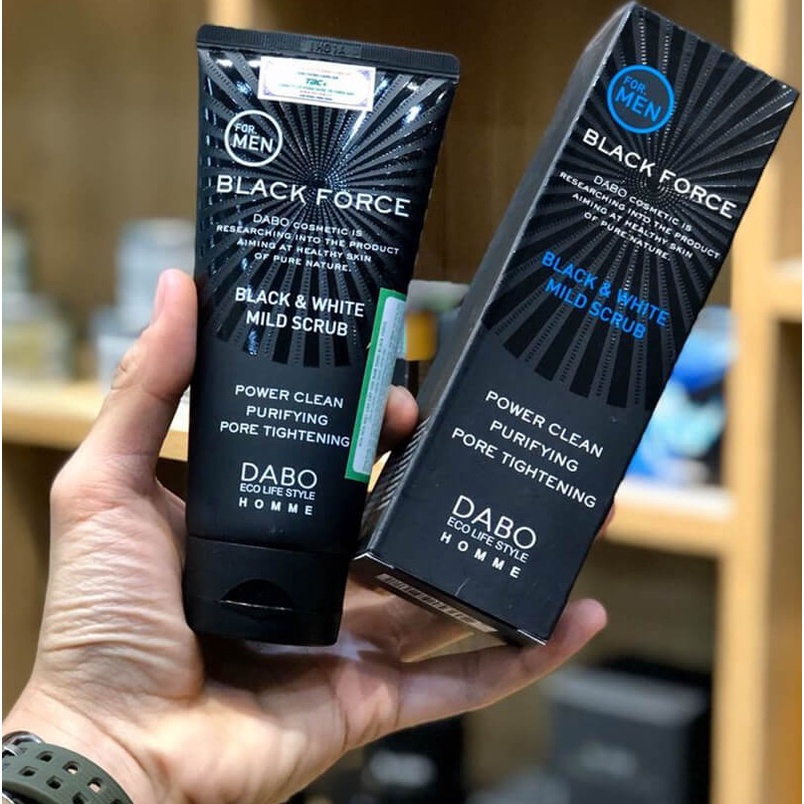 FOR.
MEN
BLACK FORCE
DABO COSMETIC IS
RESEARCHING INTO THE PRODUCT
AIMING AT HEALTHY SKIN
OF PURE NATURE.
BLACK & WHITE
MILD SCRUB
POWER CLEAN
PURIFYING
PORE TIGHTENING
DABO
ECO LIFE STYLE
HOMME
FOR.
MEN
BLACK FORCE
DABO COSMETIC IS
RESEARCHING INTO THE PRODUCT
AIMING AT HEALTHY SKIN
OF PURE NATURE.
BLACK & WHITE
MILD SCRUB
POWER CLEAN
PURIFYING
PORE TIGHTENING
DABO
ECO LIFE STYLE
HOMME